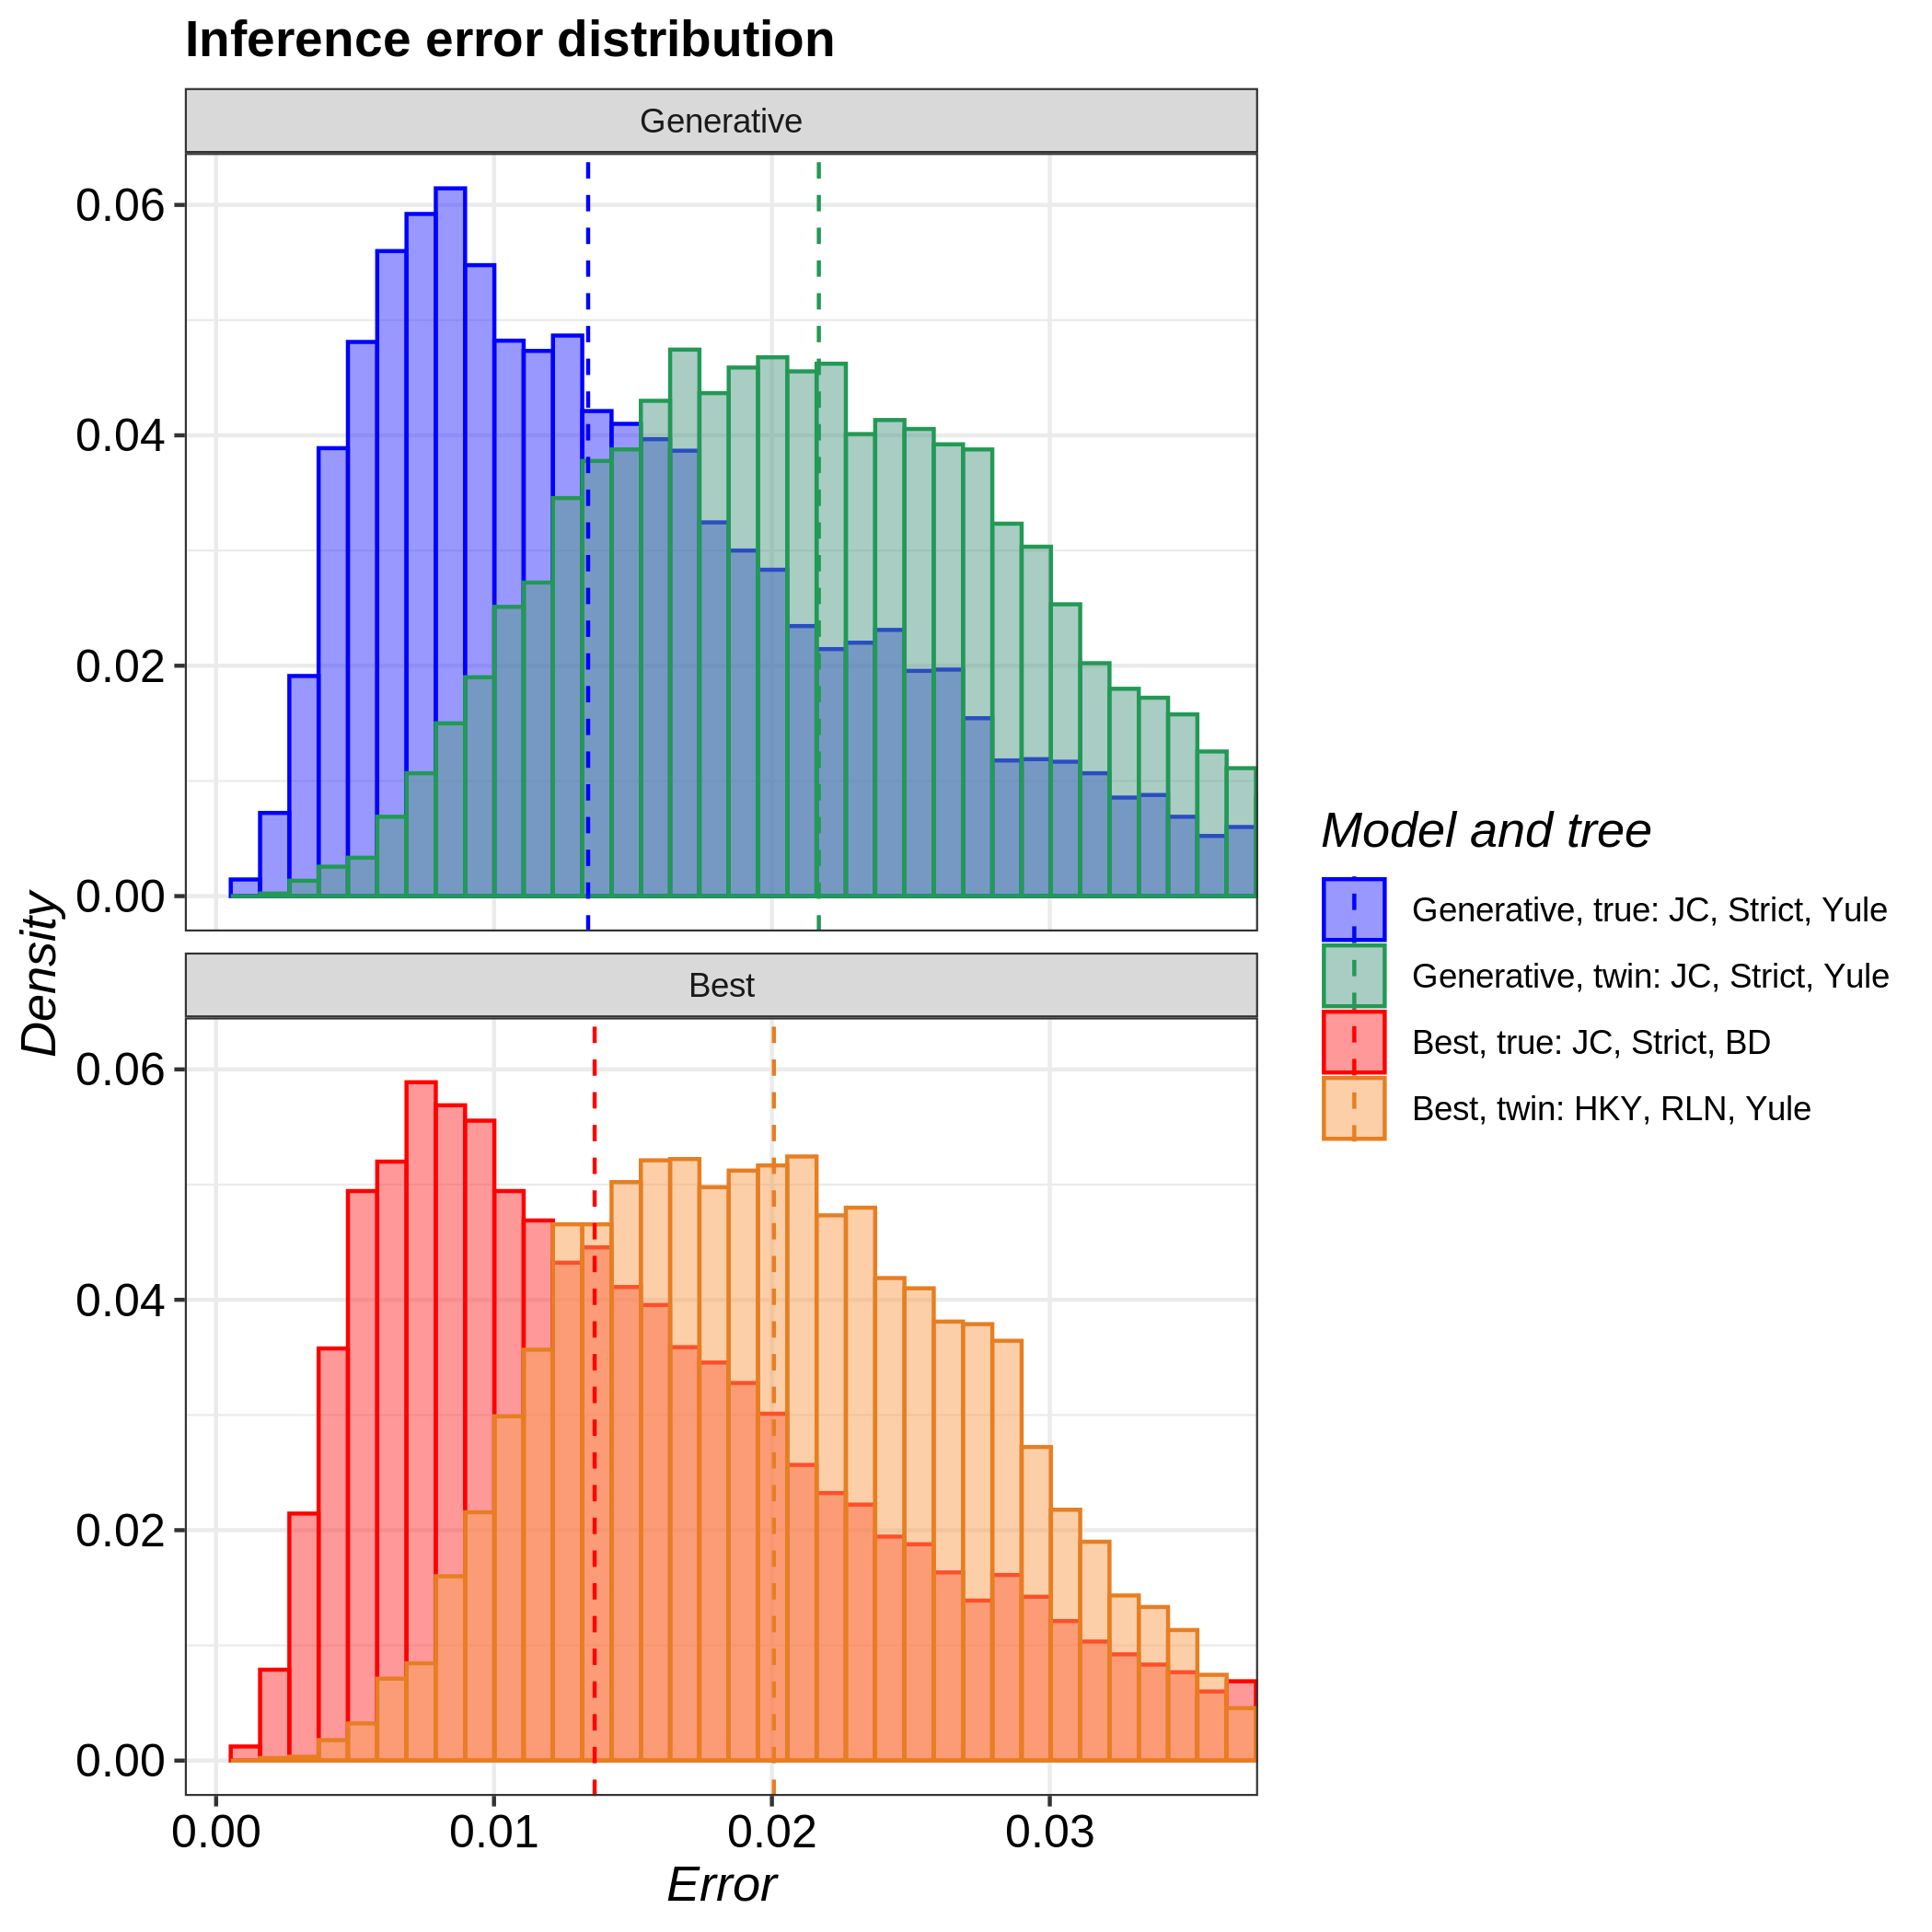 Inference error distribution
Generative
0.06
0.04
0.02
0.00
Density
Best
0.06
0.04
0.02
0.00
0.00 0.01 0.02 0.03
Error
Model and tree
Generative, true: JC, Strict, Yule
Generative, twin: JC, Strict, Yule
Best, true: JC, Strict, BD
Best, twin: HKY, RLN, Yule